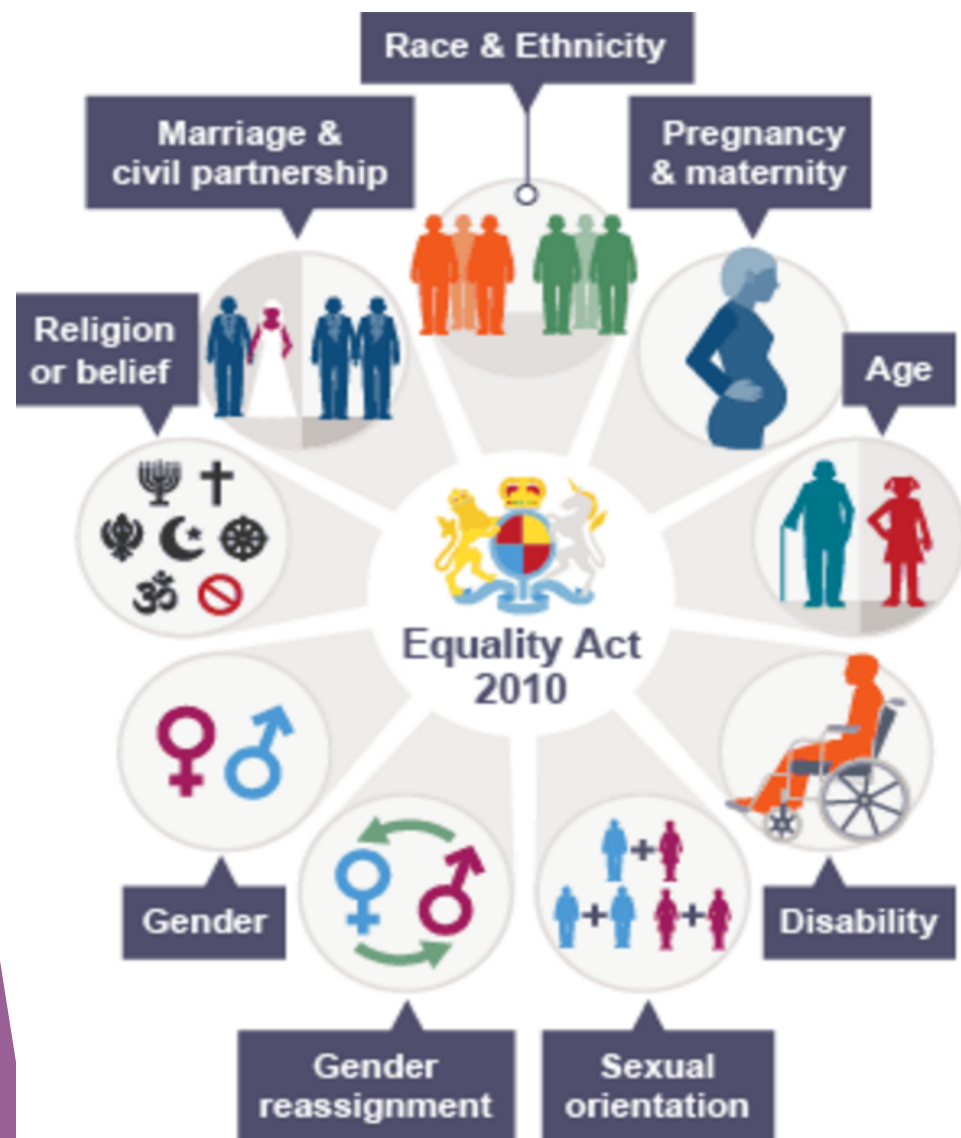 Race & Ethnicity
Marriage &
civil partnership
Pregnancy
& maternity
Religion
or belief
Age
Equality Act
2010
Gender
Disability
Gender
reassignment
Sexual
orientation